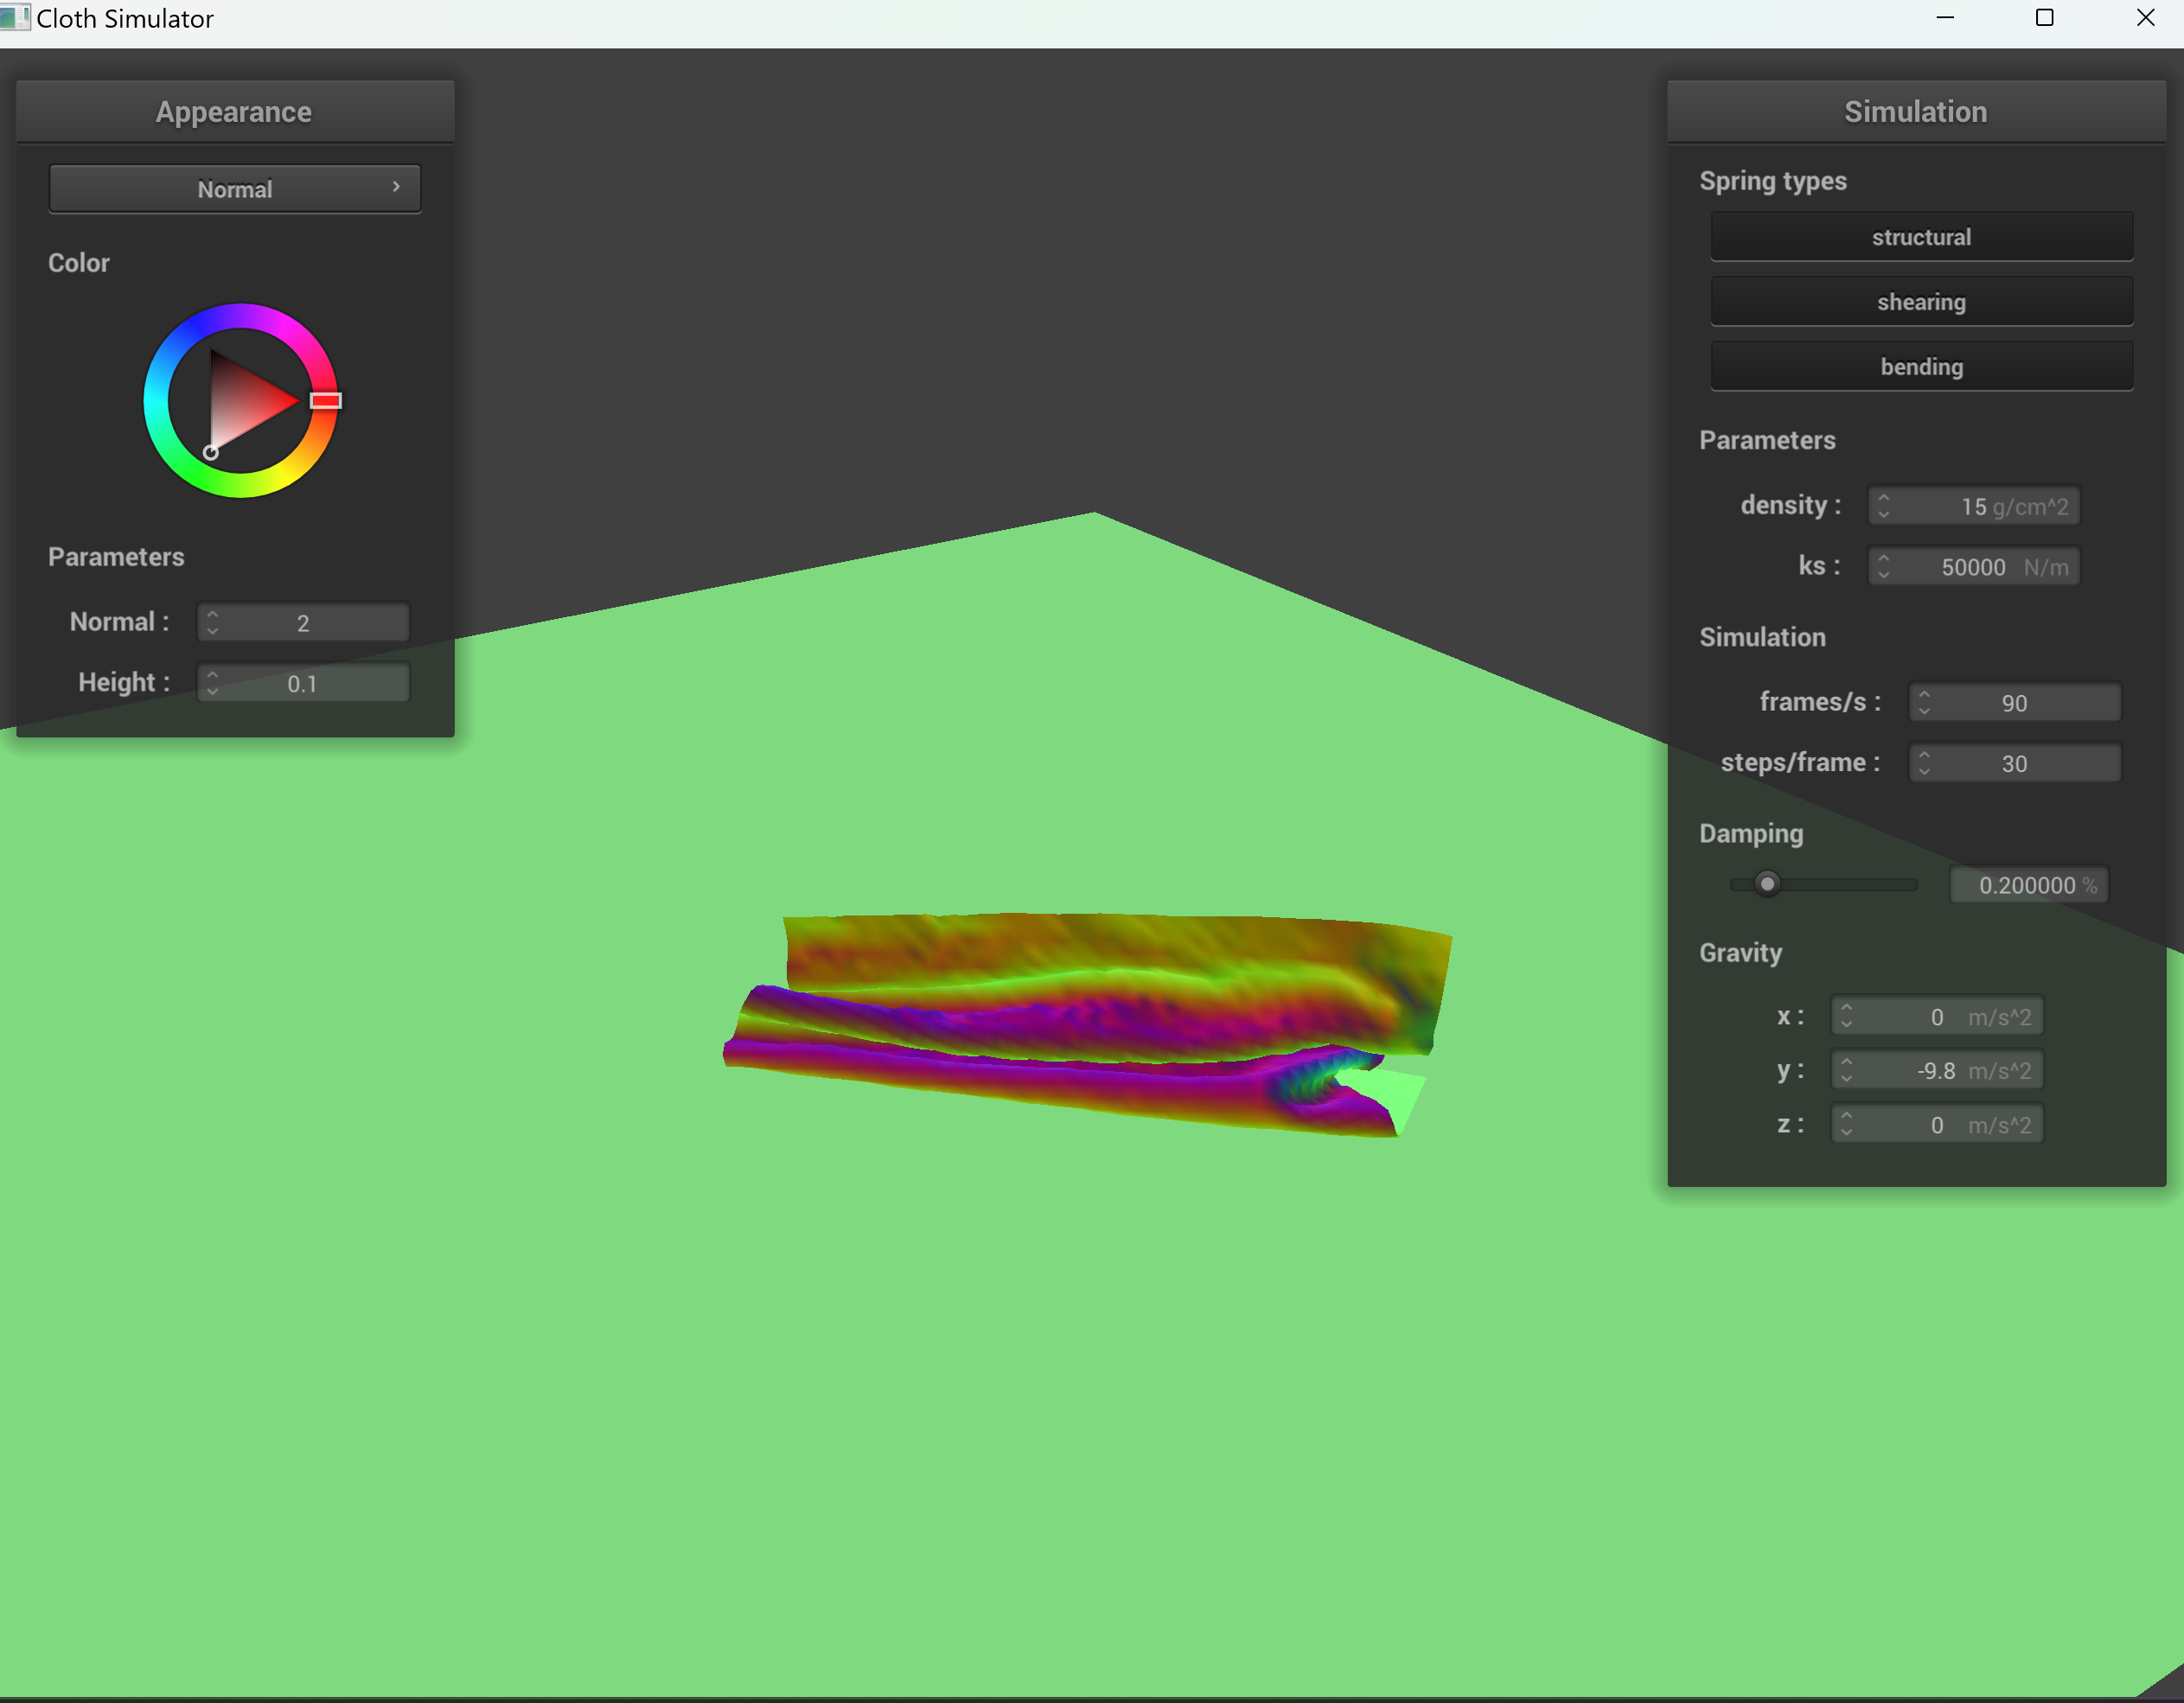 Cloth Simulator
Appearance
Normal
Color
Parameters
Normal : 2
Height : 0.1
Simulation
Spring types
structural
shearing
bending
Parameters
density : 15 g/cm^2
ks : 50000 N/m
Simulation
frames/s : 90
steps/frame : 30
Damping
0.200000 %
Gravity
x : 0 m/s^2
y : -9.8 m/s^2
z : 0 m/s^2